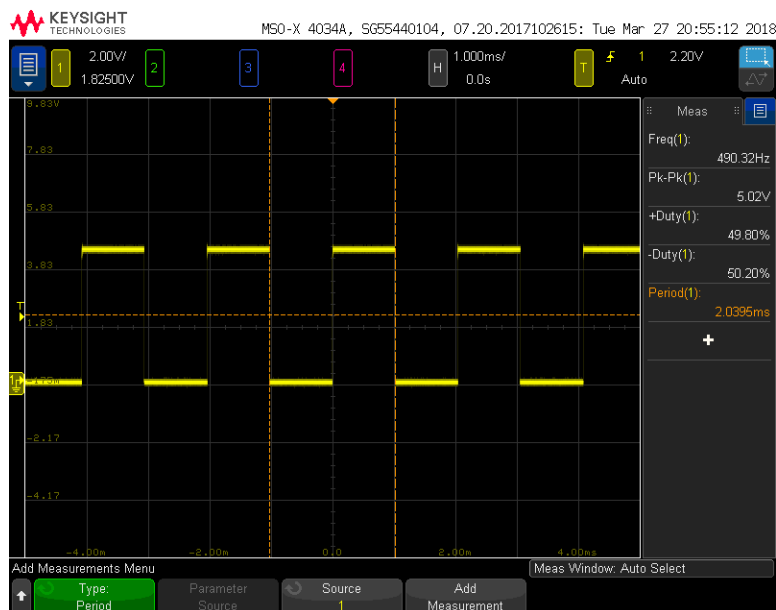 KEYSIGHT
TECHNOLOGIES
MSO-X 4034A, SG55440104, 07.20.2017102615: Tue Mar 27 20:55:12 2018
1 2.00V/ 2 3 4 H 1.000ms/ T 1 2.20V
1.82500V 0.0s Auto
9.83V
7.83
5.83
3.83
T
1.83
1
-175m
-2.17
-4.17
-4.00m -2.00m 0.0 2.00m 4.00ms
Meas
Freq(1):
490.32Hz
Pk-Pk(1):
5.02V
+Duty(1):
49.80%
-Duty(1):
50.20%
Period(1):
2.0395ms
+
Add Measurements Menu
Meas Window: Auto Select
Type: Parameter Source Add
Period Source 1 Measurement